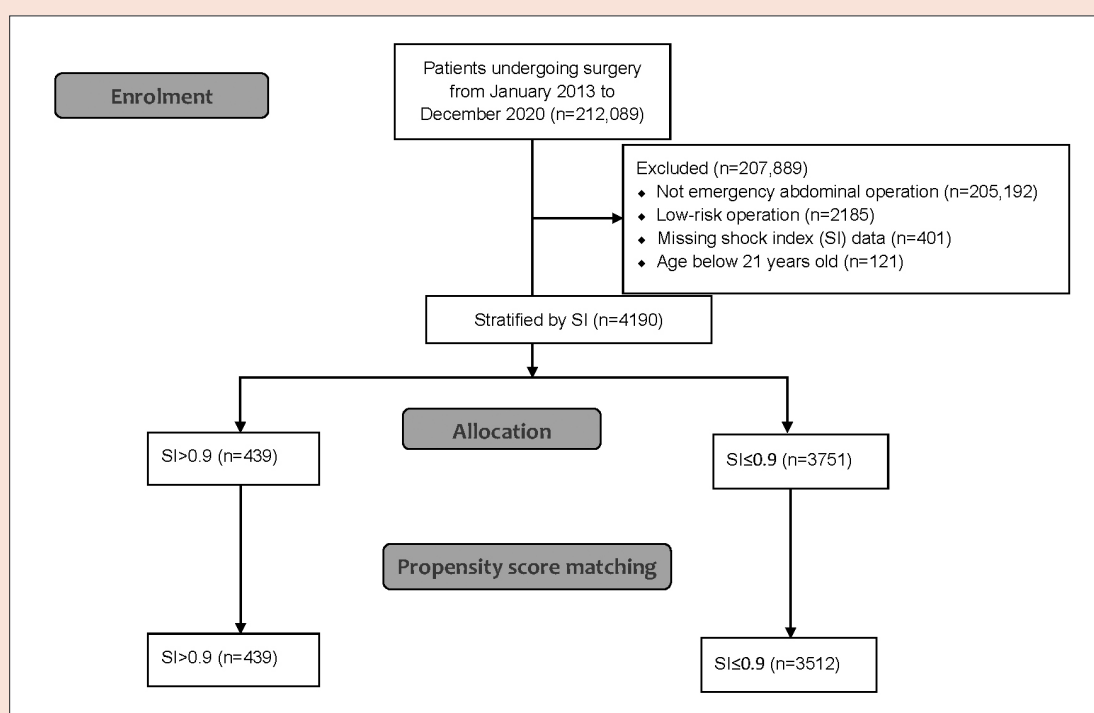 Enrolment
Patients undergoing surgery
from January 2013 to
December 2020 (n=212,089)
Excluded (n=207,889)
⬥ Not emergency abdominal operation (n=205,192)
⬥ Low-risk operation (n=2185)
⬥ Missing shock index (SI) data (n=401)
⬥ Age below 21 years old (n=121)
Stratified by SI (n=4190)
Allocation
SI>0.9 (n=439)
SI≤0.9 (n=3751)
Propensity score matching
SI>0.9 (n=439)
SI≤0.9 (n=3512)